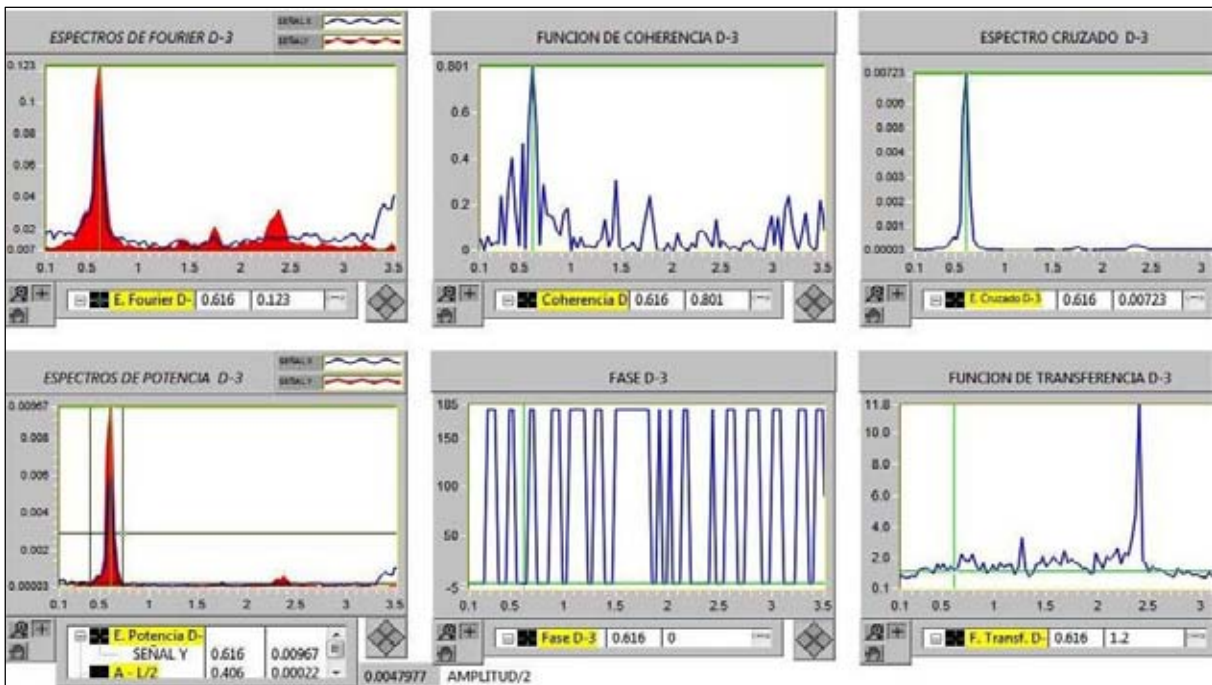 ESPECTROS DE FOURIER D-3
SEÑAL X
SEÑAL Y
0.123
0.1
0.08
0.06
0.04
0.02
0.007
0.1 0.5 1 1.5 2 2.5 3 3.5
E. Fourier D- 0.616 0.123
FUNCION DE COHERENCIA D-3
0.801
0.6
0.4
0.2
0
0.1 0.5 1 1.5 2 2.5 3 3.5
Coherencia D 0.616 0.801
ESPECTRO CRUZADO D-3
0.00723
0.006
0.005
0.004
0.003
0.002
0.001
0.00003
0.1 0.5 1 1.5 2 2.5 3
E. Cruzado D-3 0.616 0.00723
ESPECTROS DE POTENCIA D-3
SEÑAL X
SEÑAL Y
0.00967
0.008
0.006
0.004
0.002
0.00003
0.1 0.5 1 1.5 2 2.5 3 3.5
E. Potencia D-
SEÑAL Y 0.616 0.00967
A - L/2 0.406 0.00022
0.0047977 AMPLITUD/2
FASE D-3
185
150
100
50
-5
0.1 0.5 1 1.5 2 2.5 3 3.5
Fase D-3 0.616 0
FUNCION DE TRANSFERENCIA D-3
11.8
10.0
8.0
6.0
4.0
2.0
0.1
0.1 0.5 1 1.5 2 2.5 3
F. Transf. D- 0.616 1.2